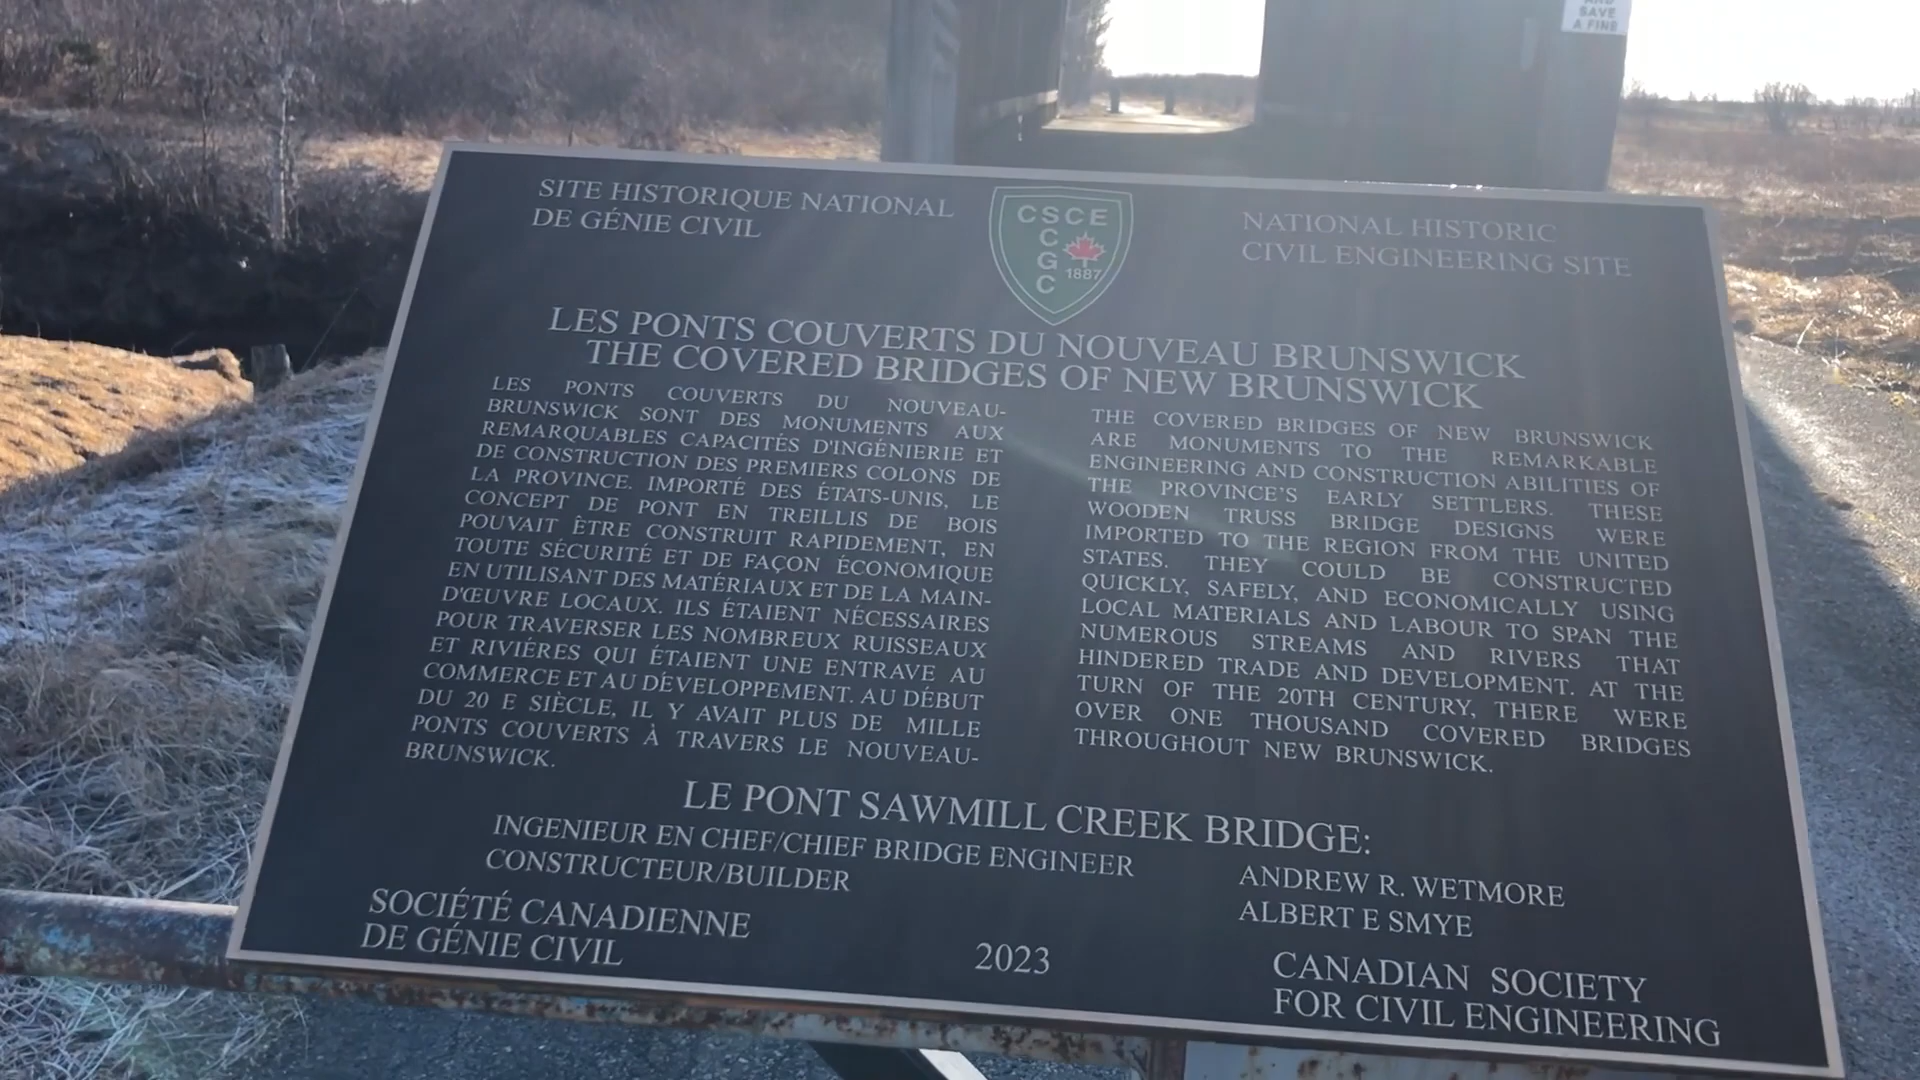 AND
SAVE
A FINE
SITE HISTORIQUE NATIONAL
DE GÉNIE CIVIL
CSCE
C
G
C
1887
NATIONAL HISTORIC
CIVIL ENGINEERING SITE
LES PONTS COUVERTS DU NOUVEAU BRUNSWICK
THE COVERED BRIDGES OF NEW BRUNSWICK
LES PONTS COUVERTS DU NOUVEAU-
BRUNSWICK SONT DES MONUMENTS AUX
REMARQUABLES CAPACITÉS D'INGÉNIERIE ET
DE CONSTRUCTION DES PREMIERS COLONS DE
LA PROVINCE. IMPORTÉ DES ÉTATS-UNIS, LE
CONCEPT DE PONT EN TREILLIS DE BOIS
POUVAIT ÊTRE CONSTRUIT RAPIDEMENT, EN
TOUTE SÉCURITÉ ET DE FAÇON ÉCONOMIQUE
EN UTILISANT DES MATÉRIAUX ET DE LA MAIN-
D'ŒUVRE LOCAUX. ILS ÉTAIENT NÉCESSAIRES
POUR TRAVERSER LES NOMBREUX RUISSEAUX
ET RIVIÉRES QUI ÉTAIENT UNE ENTRAVE AU
COMMERCE ET AU DÉVELOPPEMENT. AU DÉBUT
DU 20 E SIÈCLE, IL Y AVAIT PLUS DE MILLE
PONTS COUVERTS À TRAVERS LE NOUVEAU-
BRUNSWICK.
THE COVERED BRIDGES OF NEW BRUNSWICK
ARE MONUMENTS TO THE REMARKABLE
ENGINEERING AND CONSTRUCTION ABILITIES OF
THE PROVINCE'S EARLY SETTLERS. THESE
WOODEN TRUSS BRIDGE DESIGNS WERE
IMPORTED TO THE REGION FROM THE UNITED
STATES. THEY COULD BE CONSTRUCTED
QUICKLY, SAFELY, AND ECONOMICALLY USING
LOCAL MATERIALS AND LABOUR TO SPAN THE
NUMEROUS STREAMS AND RIVERS THAT
HINDERED TRADE AND DEVELOPMENT. AT THE
TURN OF THE 20TH CENTURY, THERE WERE
OVER ONE THOUSAND COVERED BRIDGES
THROUGHOUT NEW BRUNSWICK.
LE PONT SAWMILL CREEK BRIDGE:
INGENIEUR EN CHEF/CHIEF BRIDGE ENGINEER
ANDREW R. WETMORE
CONSTRUCTEUR/BUILDER
ALBERT E SMYE
SOCIÉTÉ CANADIENNE
DE GÉNIE CIVIL
2023
CANADIAN SOCIETY
FOR CIVIL ENGINEERING